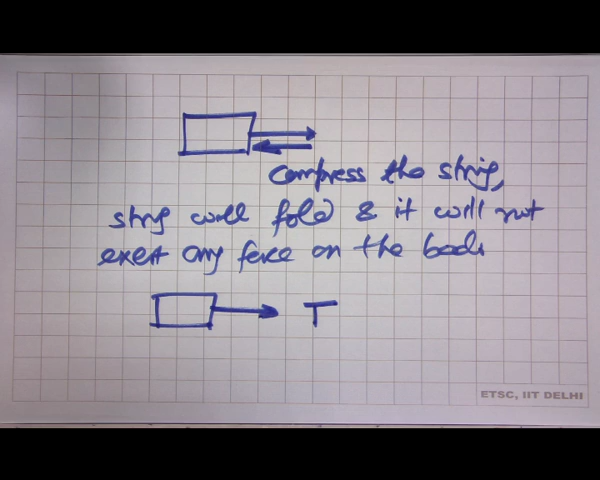 compress the string,
string will fold & it will not
exert any force on the body
T
ETSC, IIT DELHI